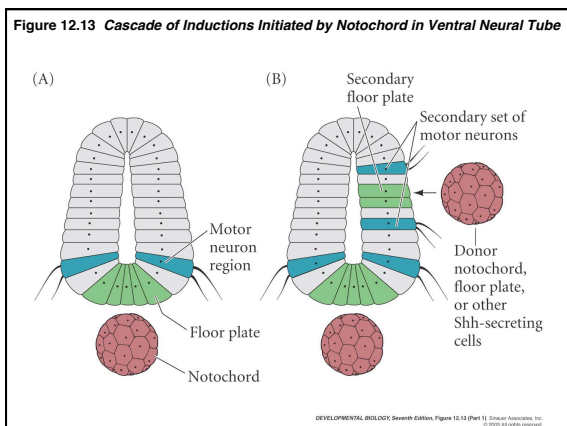 Figure 12.13 Cascade of Inductions Initiated by Notochord in Ventral Neural Tube
(A)
Motor
neuron
region
Floor plate
Notochord
(B)
Secondary
floor plate
Secondary set of
motor neurons
Donor
notochord,
floor plate,
or other
Shh-secreting
cells
DEVELOPMENTAL BIOLOGY, Seventh Edition, Figure 12.13 (Part 1) Sinauer Associates, Inc.
© 2003 All rights reserved.